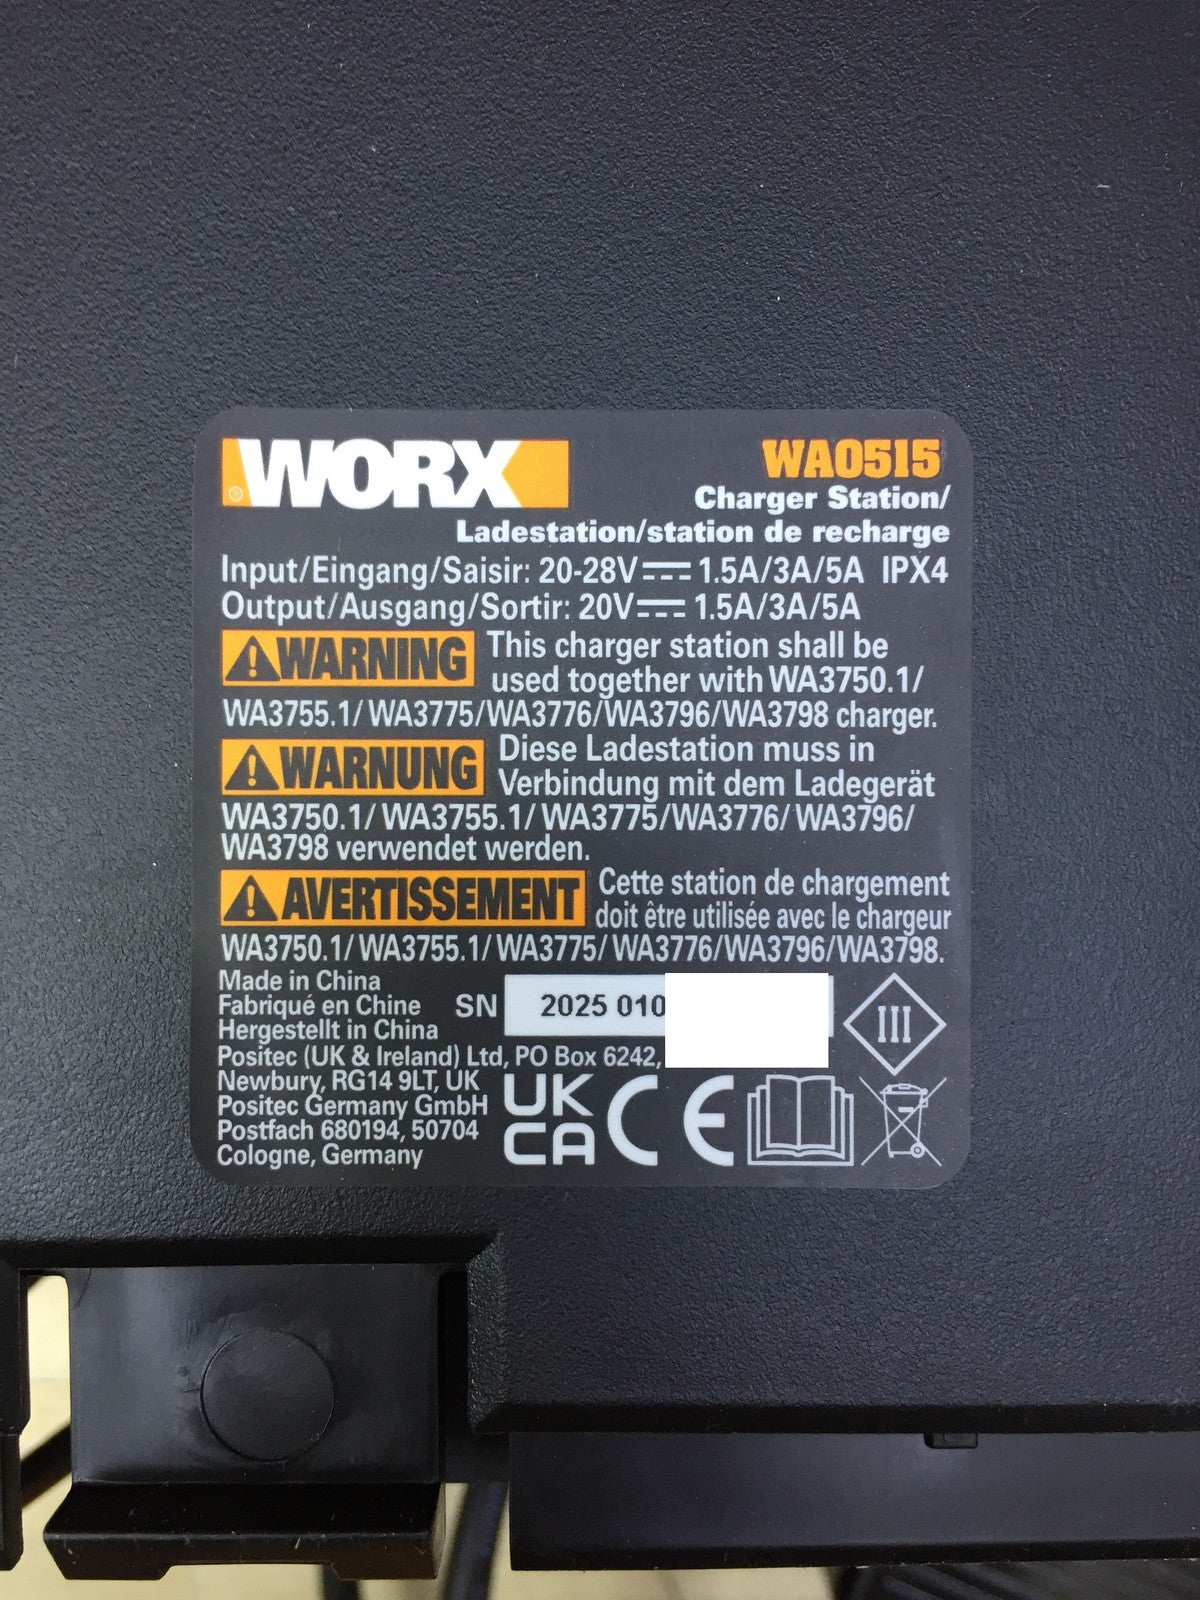 WORX® WA0515
Charger Station/
Ladestation/station de recharge
Input/Eingang/Saisir: 20-28V⎓1.5A/3A/5A IPX4
Output/Ausgang/Sortir: 20V⎓1.5A/3A/5A
WARNING This charger station shall be
used together with WA3750.1/
WA3755.1/ WA3775/WA3776/WA3796/WA3798 charger.
WARNUNG Diese Ladestation muss in
Verbindung mit dem Ladegerät
WA3750.1/ WA3755.1/ WA3775/WA3776/ WA3796/
WA3798 verwendet werden.
AVERTISSEMENT Cette station de chargement
doit être utilisée avec le chargeur
WA3750.1/ WA3755.1/ WA3775/ WA3776/WA3796/WA3798.
Made in China
Fabriqué en Chine SN 2025 010
Hergestellt in China III
Positec (UK & Ireland) Ltd, PO Box 6242,
Newbury, RG14 9LT, UK
Positec Germany GmbH
Postfach 680194, 50704
Cologne, Germany
UK
CA CE